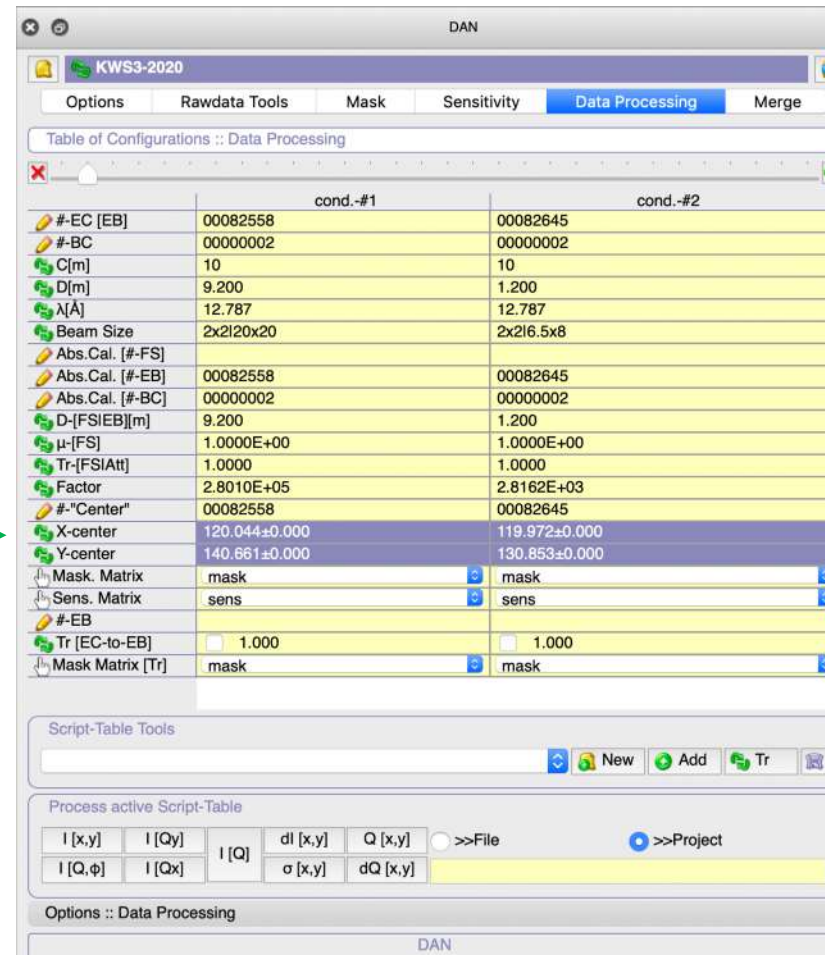 DAN
KWS3-2020
Options Rawdata Tools Mask Sensitivity Data Processing Merge
Table of Configurations :: Data Processing
cond.-#1 cond.-#2
#-EC [EB] 00082558 00082645
#-BC 00000002 00000002
C[m] 10 10
D[m] 9.200 1.200
λ[Å] 12.787 12.787
Beam Size 2x2|20x20 2x2|6.5x8
Abs.Cal. [#-FS]
Abs.Cal. [#-EB] 00082558 00082645
Abs.Cal. [#-BC] 00000002 00000002
D-[FS|EB][m] 9.200 1.200
μ-[FS] 1.0000E+00 1.0000E+00
Tr-[FS|Att] 1.0000 1.0000
Factor 2.8010E+05 2.8162E+03
#-"Center" 00082558 00082645
X-center 120.044±0.000 119.972±0.000
Y-center 140.661±0.000 130.853±0.000
Mask. Matrix mask mask
Sens. Matrix sens sens
#-EB
Tr [EC-to-EB] 1.000 1.000
Mask Matrix [Tr] mask mask
Script-Table Tools
New Add Tr
Process active Script-Table
I [x,y] I [Qy] I [Q] dI [x,y] Q [x,y] >>File >>Project
I [Q,φ] I [Qx] σ [x,y] dQ [x,y]
Options :: Data Processing
DAN